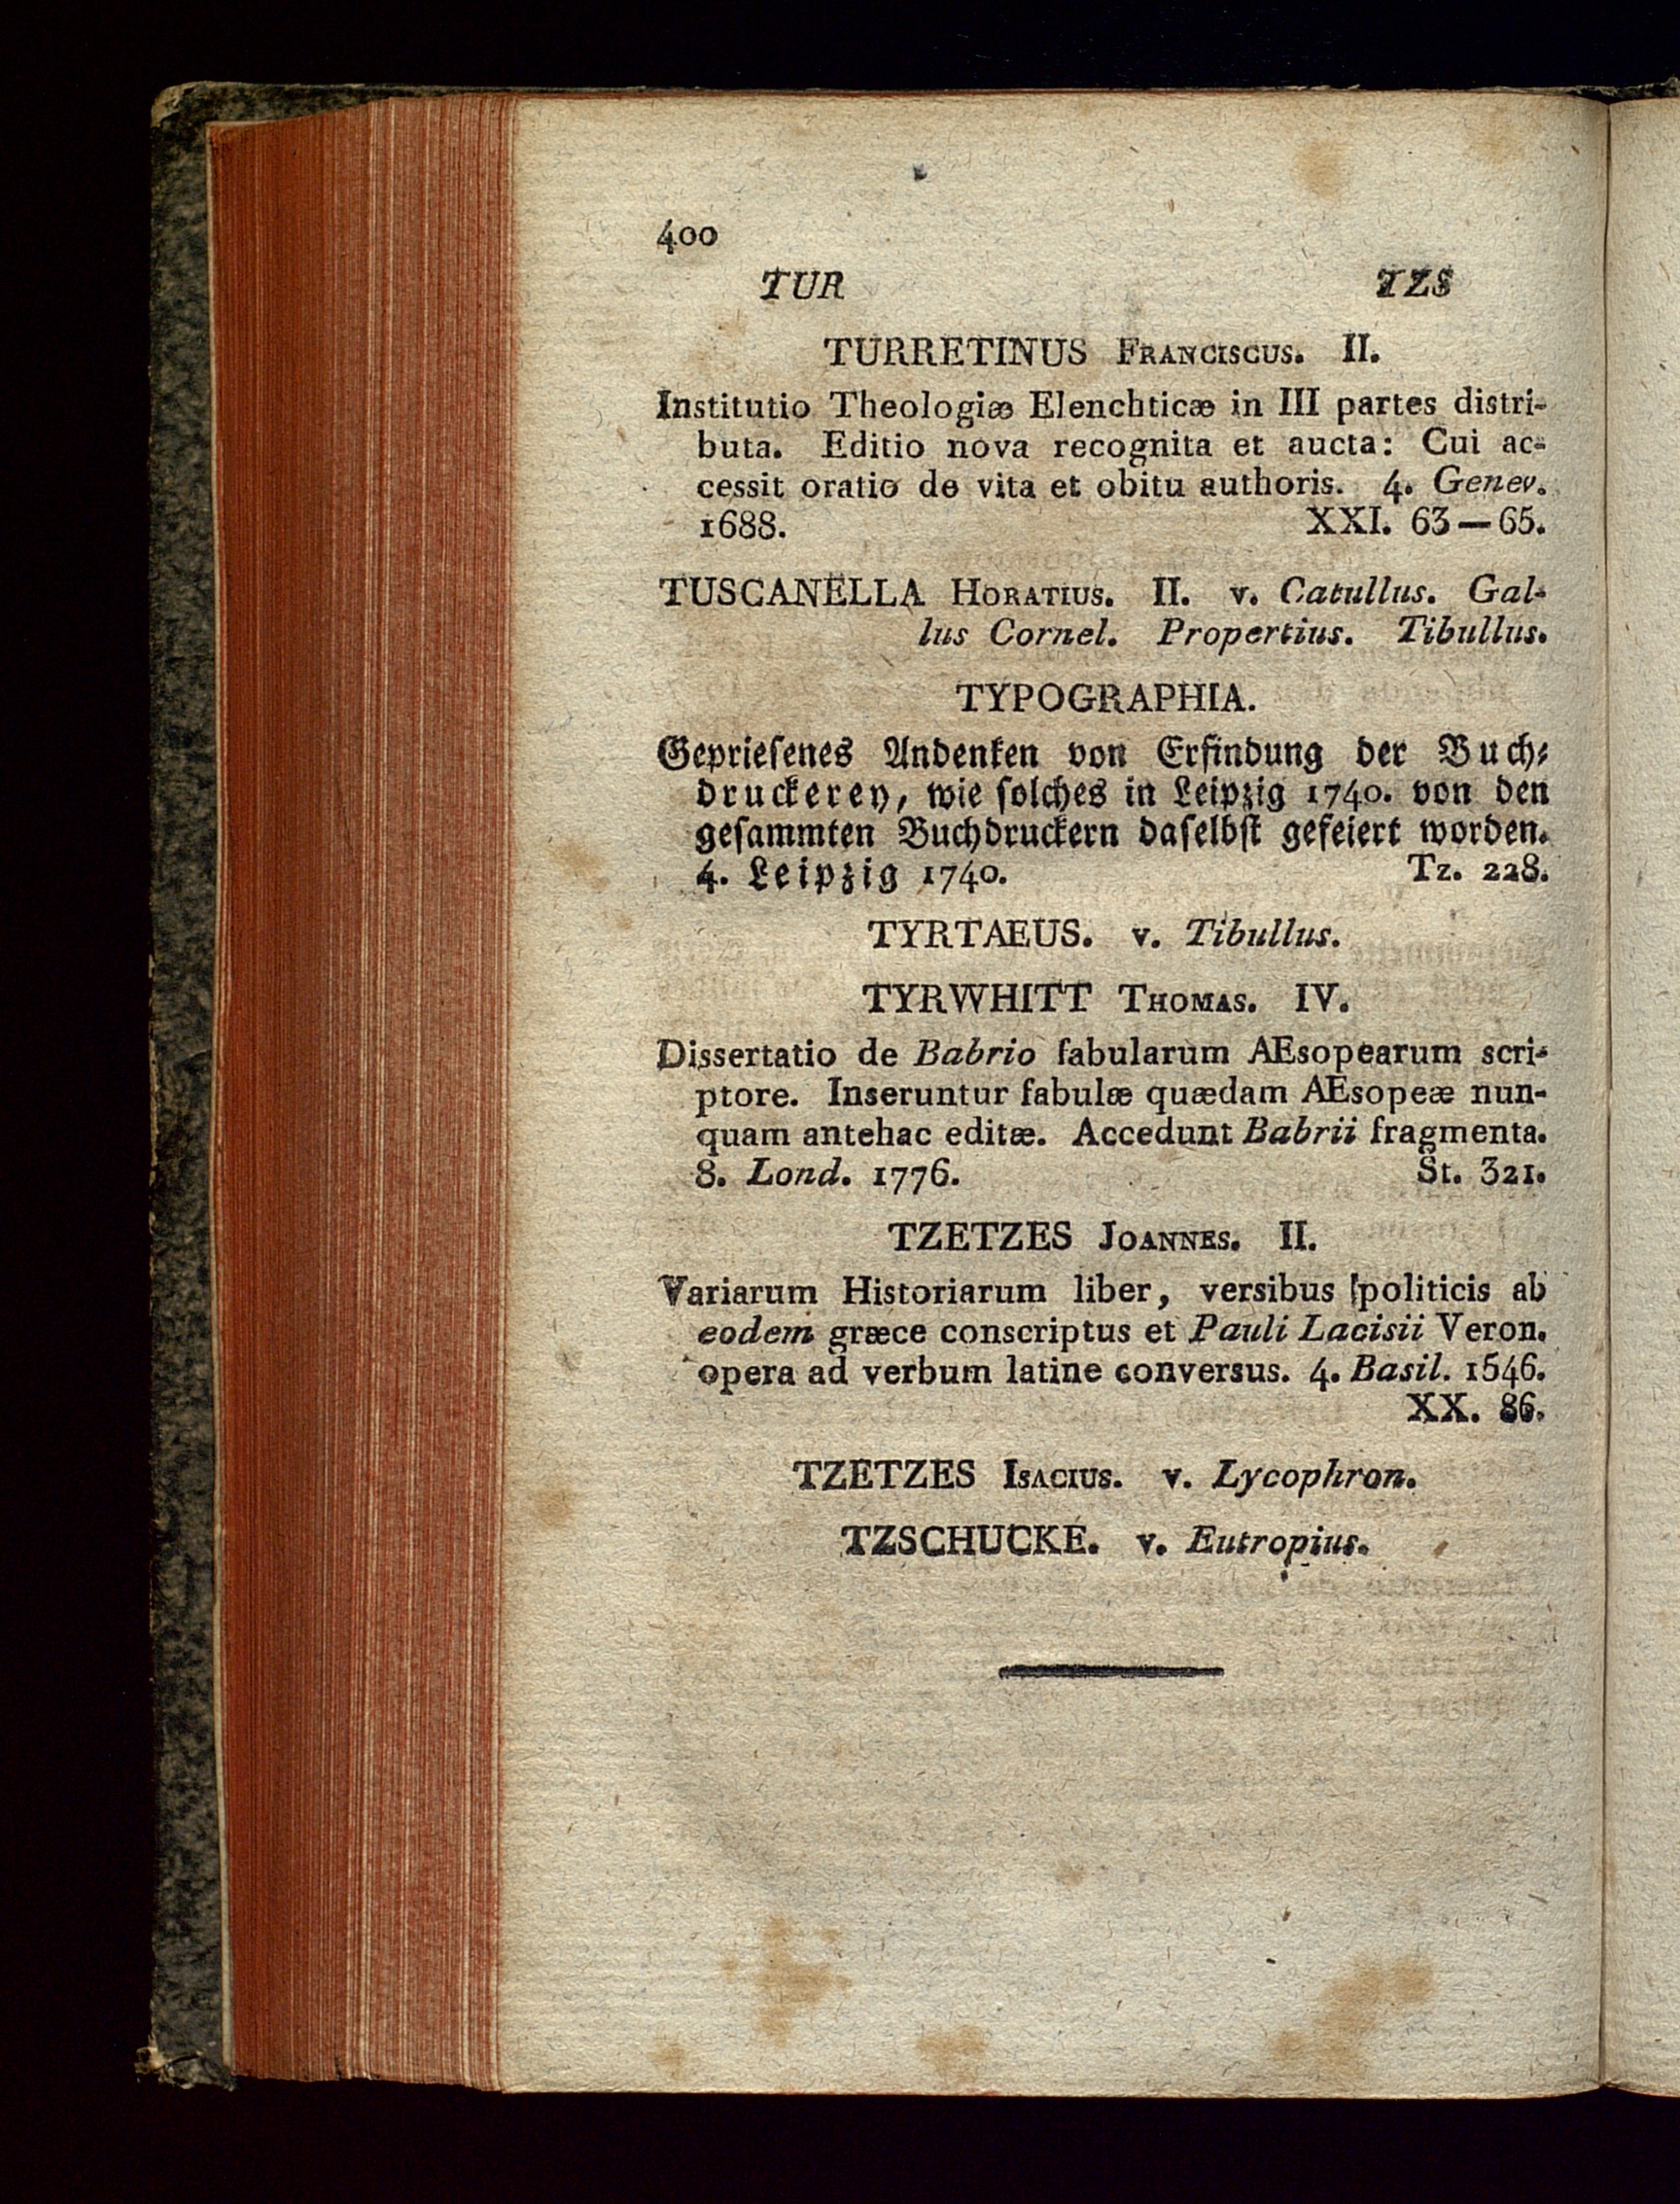 400
TUR TZS
TURRETINUS FRANCISCUS. II.
Institutio Theologiæ Elenchticæ in III partes distri-
buta. Editio nova recognita et aucta: Cui ac-
cessit oratio de vita et obitu authoris. 4. Genev.
1688. XXI. 63 — 65.
TUSCANELLA HORATIUS. II. v. Catullus. Gal-
lus Cornel. Propertius. Tibullus.
TYPOGRAPHIA.
Gepriesenes Andenken von Erfindung der Buch-
druckerey, wie solches in Leipzig 1740. von den
gesammten Buchdruckern daselbst gefeiert worden.
4. Leipzig 1740. Tz. 228.
TYRTAEUS. v. Tibullus.
TYRWHITT THOMAS. IV.
Dissertatio de Babrio fabularum AEsopearum scri-
ptore. Inseruntur fabulæ quædam AEsopeæ nun-
quam antehac editæ. Accedunt Babrii fragmenta.
8. Lond. 1776. St. 321.
TZETZES JOANNES. II.
Variarum Historiarum liber, versibus politicis ab
eodem græce conscriptus et Pauli Lacisii Veron.
opera ad verbum latine conversus. 4. Basil. 1546.
XX. 86.
TZETZES ISACIUS. v. Lycophron.
TZSCHUCKE. v. Eutropius.